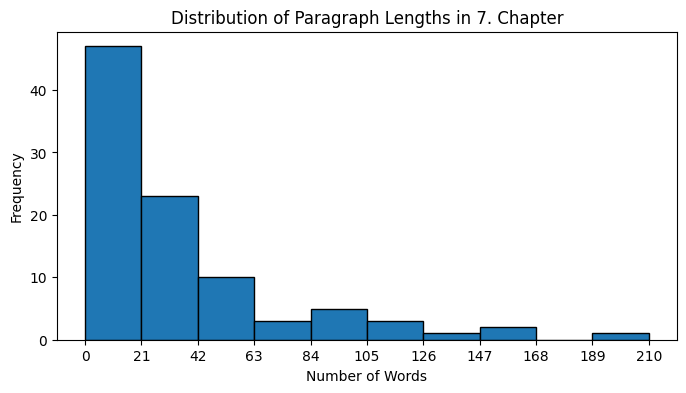 Distribution of Paragraph Lengths in 7. Chapter
Frequency
40
30
20
10
0
0 21 42 63 84 105 126 147 168 189 210
Number of Words